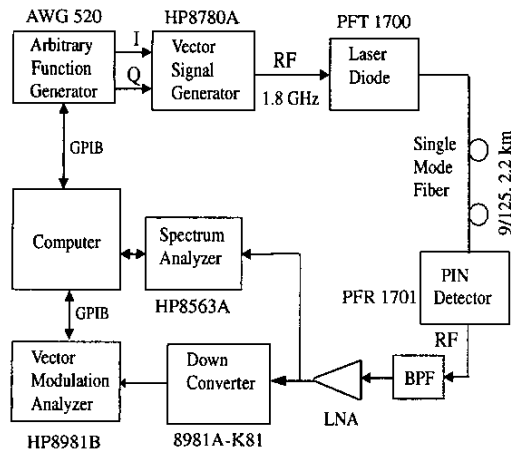 AWG 520
HP8780A
PFT 1700
Arbitrary
Function
Generator
I
Q
Vector
Signal
Generator
RF
1.8 GHz
Laser
Diode
GPIB
Single
Mode
Fiber
9/125, 2.2 km
Computer
Spectrum
Analyzer
HP8563A
PFR 1701
PIN
Detector
RF
GPIB
Vector
Modulation
Analyzer
HP8981B
Down
Converter
8981A-K81
LNA
BPF